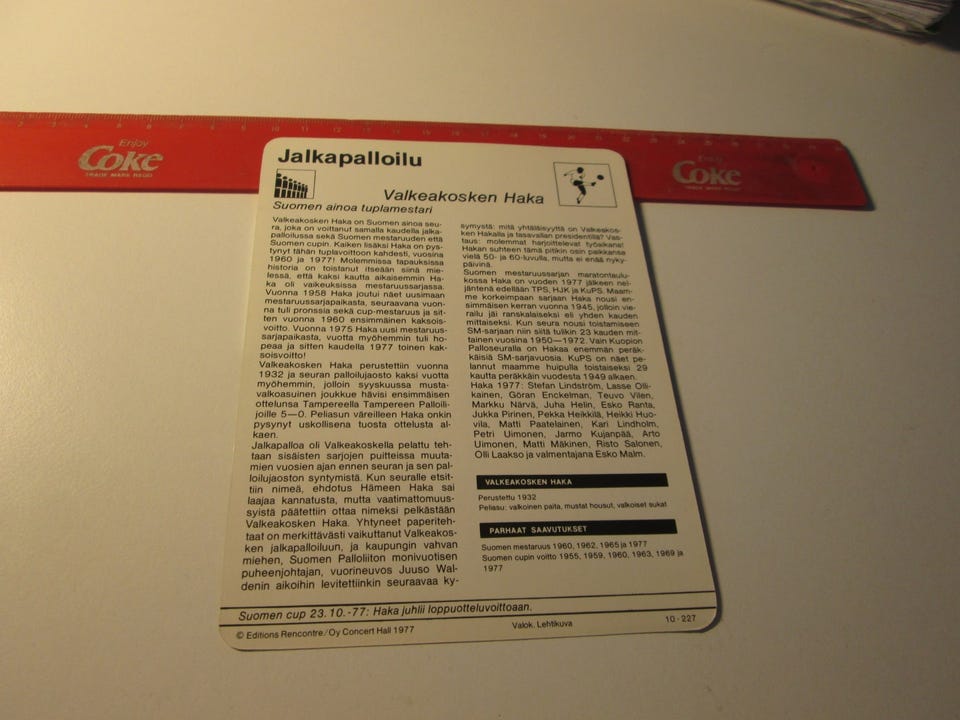 Enjoy
Coke
TRADE MARK REGD
Enjoy
Coke
TRADE MARK REGD
Jalkapalloilu
Valkeakosken Haka
Suomen ainoa tuplamestari
Valkeakosken Haka on Suomen ainoa seu-
ra, joka on voittanut samalla kaudella jalka-
palloilussa sekä Suomen mestaruuden että
Suomen cupin. Kaiken lisäksi Haka on pys-
tynyt tähän tuplavoittoon kahdesti, vuosina
1960 ja 1977! Molemmissa tapauksissa
historia on toistanut itseään siinä mie-
lessä, että kaksi kautta aikaisemmin Ha-
ka oli vaikeuksissa mestaruussarjassa.
Vuonna 1958 Haka joutui näet uusimaan
mestaruussarjapaikasta, seuraavana vuon-
na tuli pronssia sekä cup-mestaruus ja sit-
ten vuonna 1960 ensimmäinen kaksois-
voitto. Vuonna 1975 Haka uusi mestaruus-
sarjapaikasta, vuotta myöhemmin tuli ho-
peaa ja sitten kaudella 1977 toinen kak-
soisvoitto!
Valkeakosken Haka perustettiin vuonna
1932 ja seuran palloilujaosto kaksi vuotta
myöhemmin, jolloin syyskuussa musta-
valkoasuinen joukkue hävisi ensimmäisen
ottelunsa Tampereella Tampereen Palloili-
joille 5—0. Peliasun väreilleen Haka onkin
pysynyt uskollisena tuosta ottelusta al-
kaen.
Jalkapalloa oli Valkeakoskella pelattu teh-
taan sisäisten sarjojen puitteissa muuta-
mien vuosien ajan ennen seuran ja sen pal-
loilujaoston syntymistä. Kun seuralle etsit-
tiin nimeä, ehdotus Hämeen Haka sai
laajaa kannatusta, mutta vaatimattomuus-
syistä päätettiin ottaa nimeksi pelkästään
Valkeakosken Haka. Yhtyneet paperiteh-
taat on merkittävästi vaikuttanut Valkeakos-
ken jalkapalloiluun, ja kaupungin vahvan
miehen, Suomen Palloliiton monivuotisen
puheenjohtajan, vuorineuvos Juuso Wal-
denin aikoihin levitettiinkin seuraavaa ky-
symystä: mitä yhtäläisyyttä on Valkeakos-
ken Hakalla ja tasavallan presidentillä? Vas-
taus: molemmat harjoittelevat työaikana!
Hakan suhteen tämä pitikin osin paikkansa
vielä 50- ja 60-luvulla, mutta ei enää nyky-
päivinä.
Suomen mestaruussarjan maratontaulu-
kossa Haka on vuoden 1977 jälkeen nel-
jäntenä edellään TPS, HJK ja KuPS. Maam-
me korkeimpaan sarjaan Haka nousi en-
simmäisen kerran vuonna 1945, jolloin vie-
railu jäi ranskalaiseksi eli yhden kauden
mittaiseksi. Kun seura nousi toistamiseen
SM-sarjaan niin siitä tulikin 23 kauden mit-
tainen vuosina 1950—1972. Vain Kuopion
Palloseuralla on Hakaa enemmän peräk-
käisiä SM-sarjavuosia. KuPS on näet pe-
lannut maamme huipulla toistaiseksi 29
kautta peräkkäin vuodesta 1949 alkaen.
Haka 1977: Stefan Lindström, Lasse Olli-
kainen, Göran Enckelman, Teuvo Vilen,
Markku Närvä, Juha Helin, Esko Ranta,
Jukka Pirinen, Pekka Heikkilä, Heikki Huo-
vila, Matti Paatelainen, Kari Lindholm,
Petri Uimonen, Jarmo Kujanpää, Arto
Uimonen, Matti Mäkinen, Risto Salonen,
Olli Laakso ja valmentajana Esko Malm.
VALKEAKOSKEN HAKA
Perustettu 1932
Peliasu: valkoinen paita, mustat housut, valkoiset sukat
PARHAAT SAAVUTUKSET
Suomen mestaruus 1960, 1962, 1965 ja 1977
Suomen cupin voitto 1955, 1959, 1960, 1963, 1969 ja
1977
Suomen cup 23.10.-77: Haka juhlii loppuotteluvoittoaan.
© Editions Rencontre/Oy Concert Hall 1977
Valok. Lehtikuva
10-227